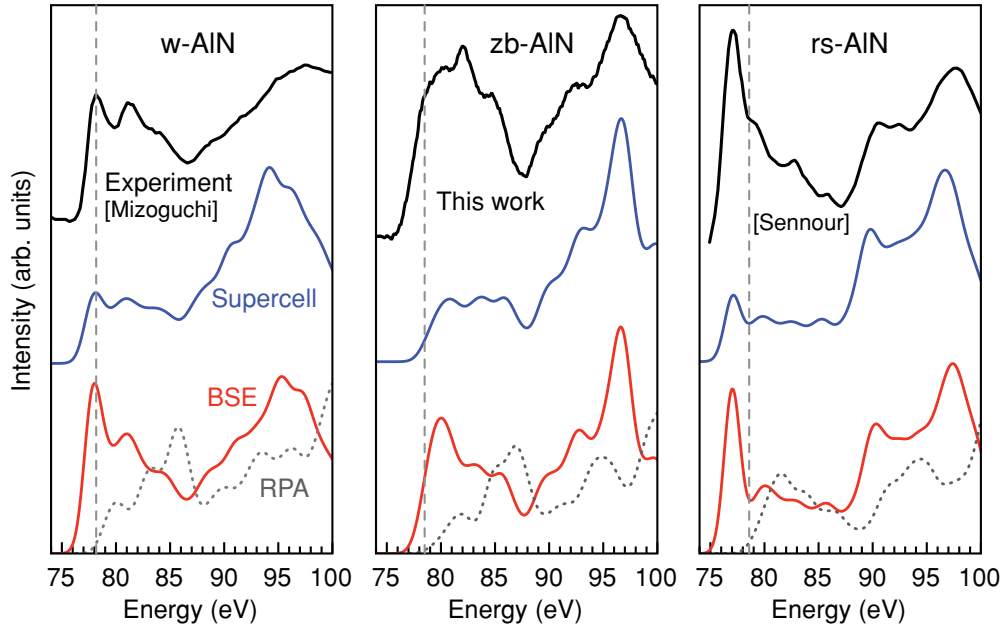 w-AlN
zb-AlN
rs-AlN
Intensity (arb. units)
Experiment
[Mizoguchi]
This work
[Sennour]
Supercell
BSE
RPA
75 80 85 90 95 100
75 80 85 90 95 100
75 80 85 90 95 100
Energy (eV)
Energy (eV)
Energy (eV)